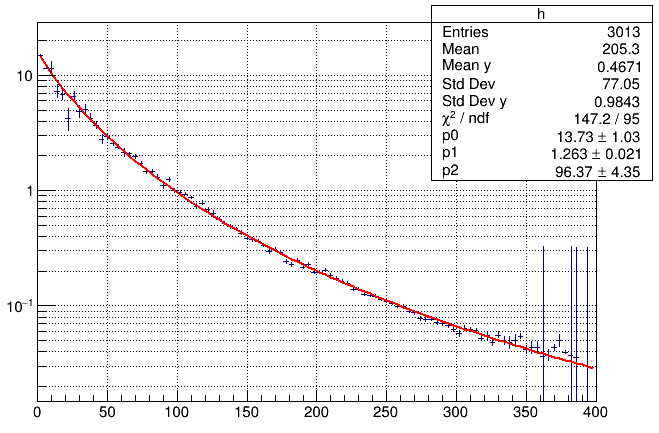 h
Entries 3013
Mean 205.3
Mean y 0.4671
Std Dev 77.05
Std Dev y 0.9843
χ² / ndf 147.2 / 95
p0 13.73 ± 1.03
p1 1.263 ± 0.021
p2 96.37 ± 4.35
10
1
10⁻¹
0 50 100 150 200 250 300 350 400